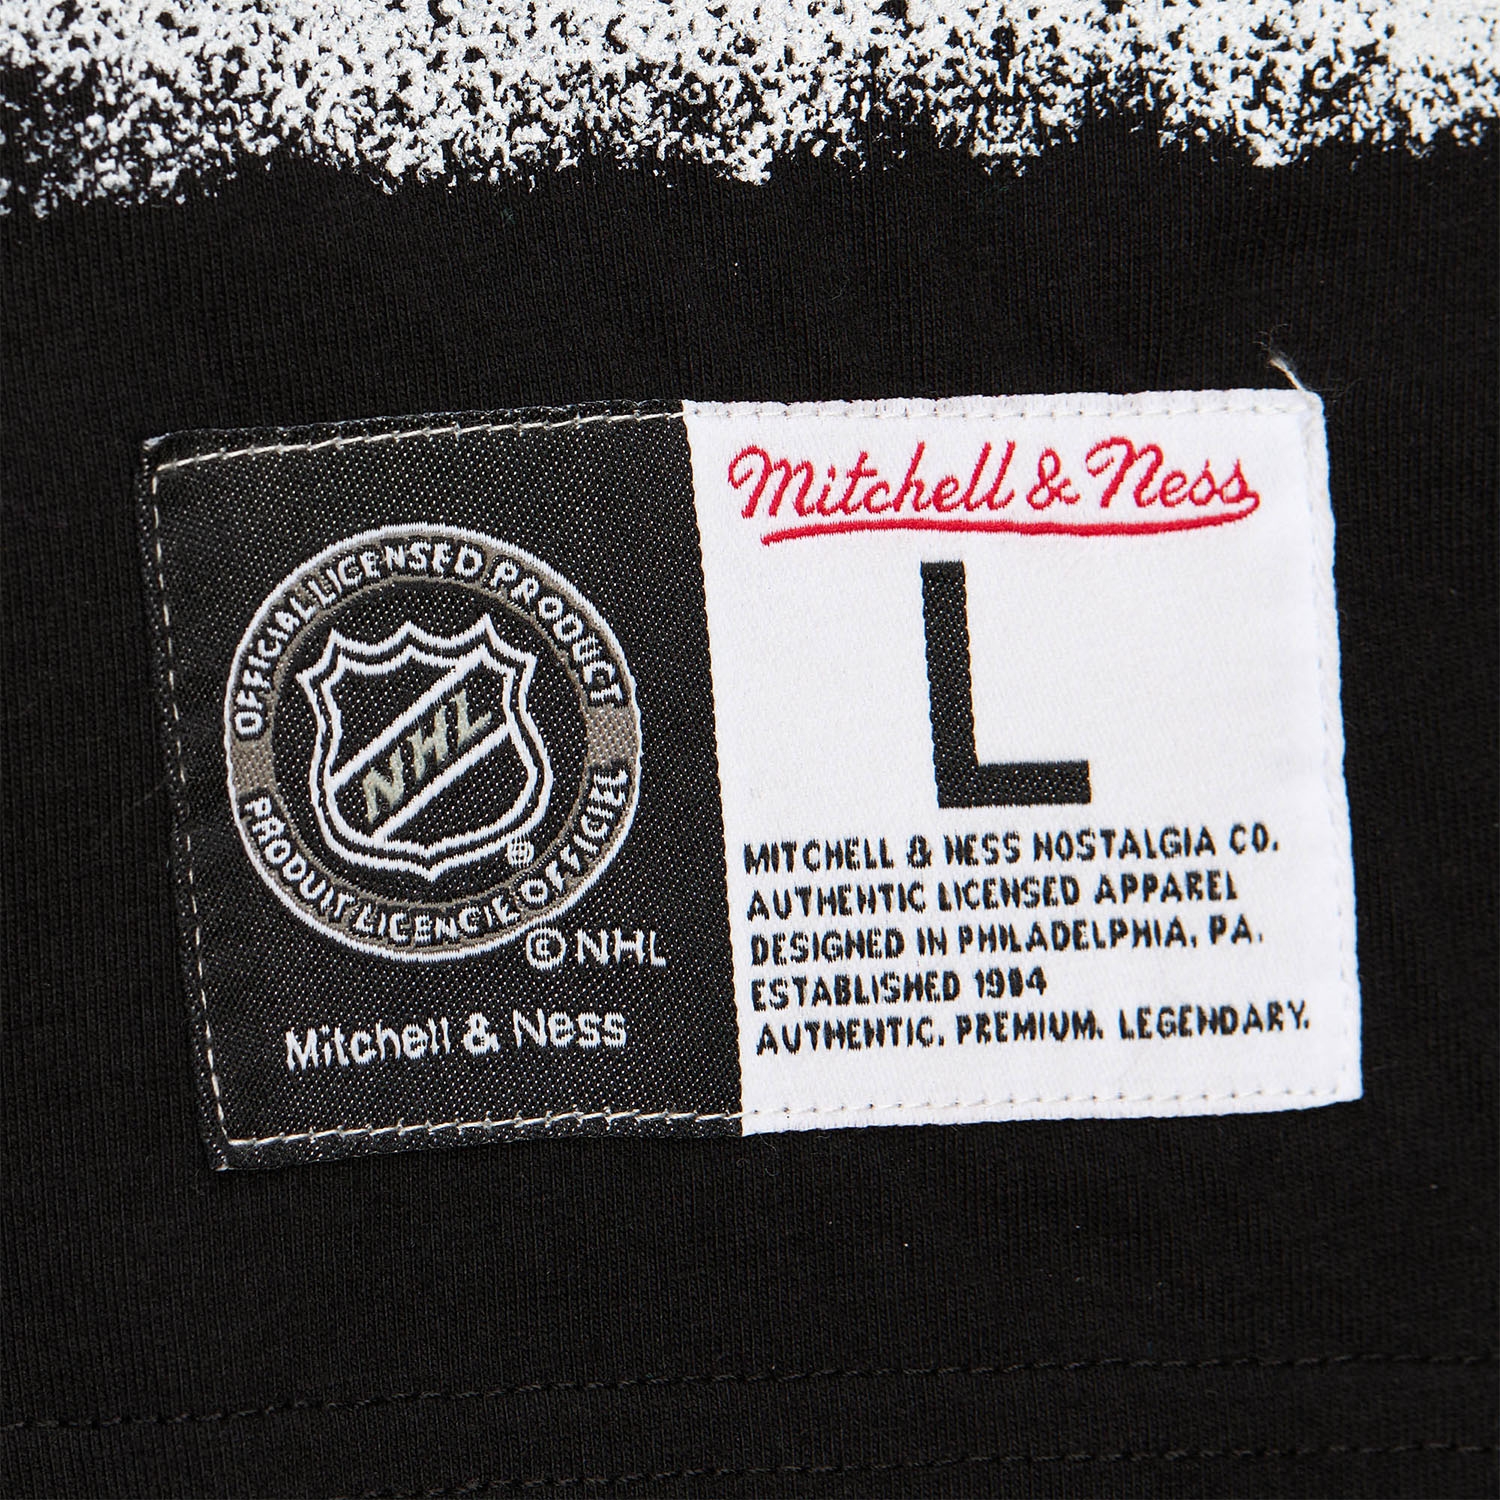 OFFICIAL LICENSED PRODUCT
NHL
PRODUIT LICENCIE OFFICIEL
©NHL
Mitchell & Ness
Mitchell & Ness
L
MITCHELL & NESS NOSTALGIA CO.
AUTHENTIC LICENSED APPAREL
DESIGNED IN PHILADELPHIA, PA.
ESTABLISHED 1904
AUTHENTIC. PREMIUM. LEGENDARY.